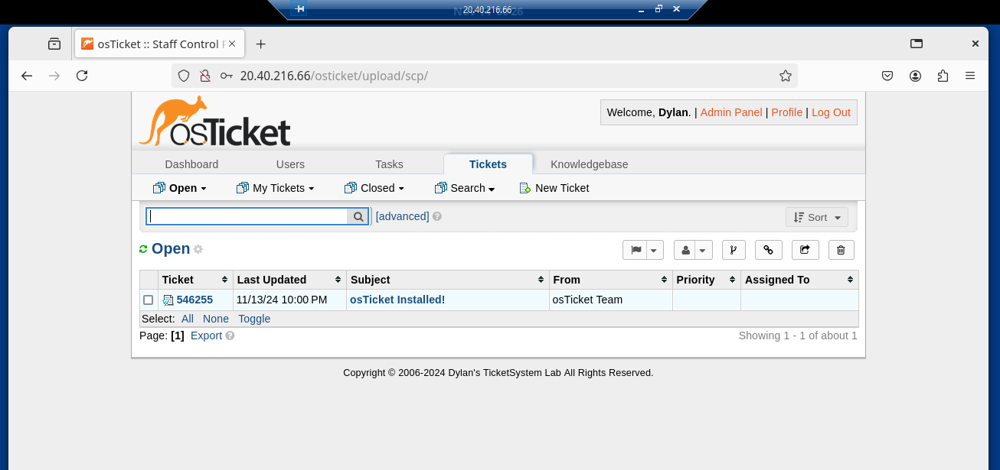 20.40.216.66
osTicket :: Staff Control
20.40.216.66/osticket/upload/scp/
osTicket
Welcome, Dylan. | Admin Panel | Profile | Log Out
Dashboard Users Tasks Tickets Knowledgebase
Open My Tickets Closed Search New Ticket
[advanced] ? Sort
Open
Ticket Last Updated Subject From Priority Assigned To
546255 11/13/24 10:00 PM osTicket Installed! osTicket Team
Select: All None Toggle
Page: [1] Export ? Showing 1 - 1 of about 1
Copyright © 2006-2024 Dylan's TicketSystem Lab All Rights Reserved.